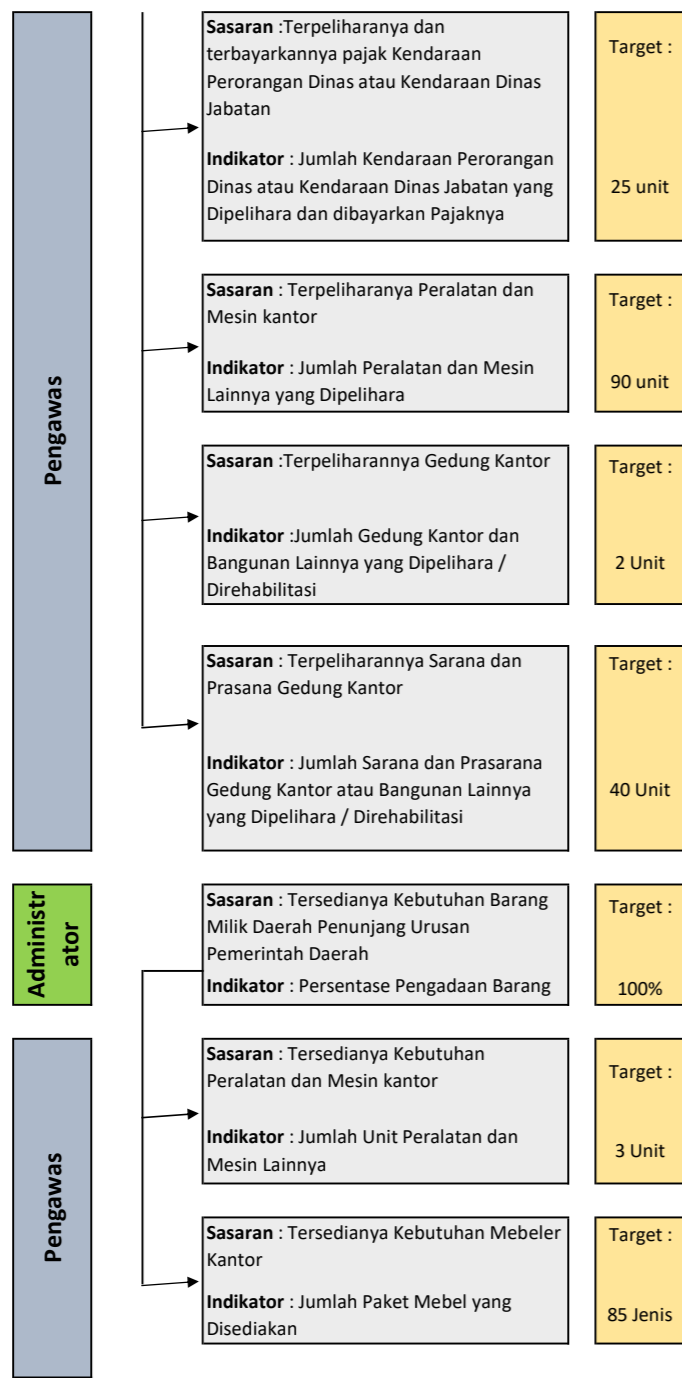 Pengawas
Sasaran :Terpeliharanya dan
terbayarkannya pajak Kendaraan
Perorangan Dinas atau Kendaraan Dinas
Jabatan
Indikator : Jumlah Kendaraan Perorangan
Dinas atau Kendaraan Dinas Jabatan yang
Dipelihara dan dibayarkan Pajaknya
Target :
25 unit
Sasaran : Terpeliharanya Peralatan dan
Mesin kantor
Indikator : Jumlah Peralatan dan Mesin
Lainnya yang Dipelihara
Target :
90 unit
Sasaran :Terpeliharannya Gedung Kantor
Indikator :Jumlah Gedung Kantor dan
Bangunan Lainnya yang Dipelihara /
Direhabilitasi
Target :
2 Unit
Sasaran : Terpeliharannya Sarana dan
Prasana Gedung Kantor
Indikator : Jumlah Sarana dan Prasarana
Gedung Kantor atau Bangunan Lainnya
yang Dipelihara / Direhabilitasi
Target :
40 Unit
Administr
ator
Sasaran : Tersedianya Kebutuhan Barang
Milik Daerah Penunjang Urusan
Pemerintah Daerah
Indikator : Persentase Pengadaan Barang
Target :
100%
Pengawas
Sasaran : Tersedianya Kebutuhan
Peralatan dan Mesin kantor
Indikator : Jumlah Unit Peralatan dan
Mesin Lainnya
Target :
3 Unit
Sasaran : Tersedianya Kebutuhan Mebeler
Kantor
Indikator : Jumlah Paket Mebel yang
Disediakan
Target :
85 Jenis